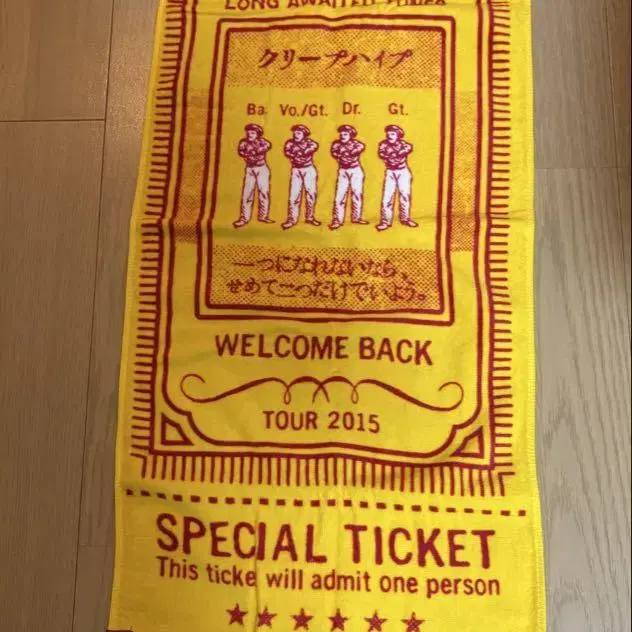 LONG AWAITED
クリープハイプ
Ba. Vo./Gt. Dr. Gt.
一つになれないなら、
せめて二つだけでいよう。
WELCOME BACK
TOUR 2015
SPECIAL TICKET
This ticke will admit one person